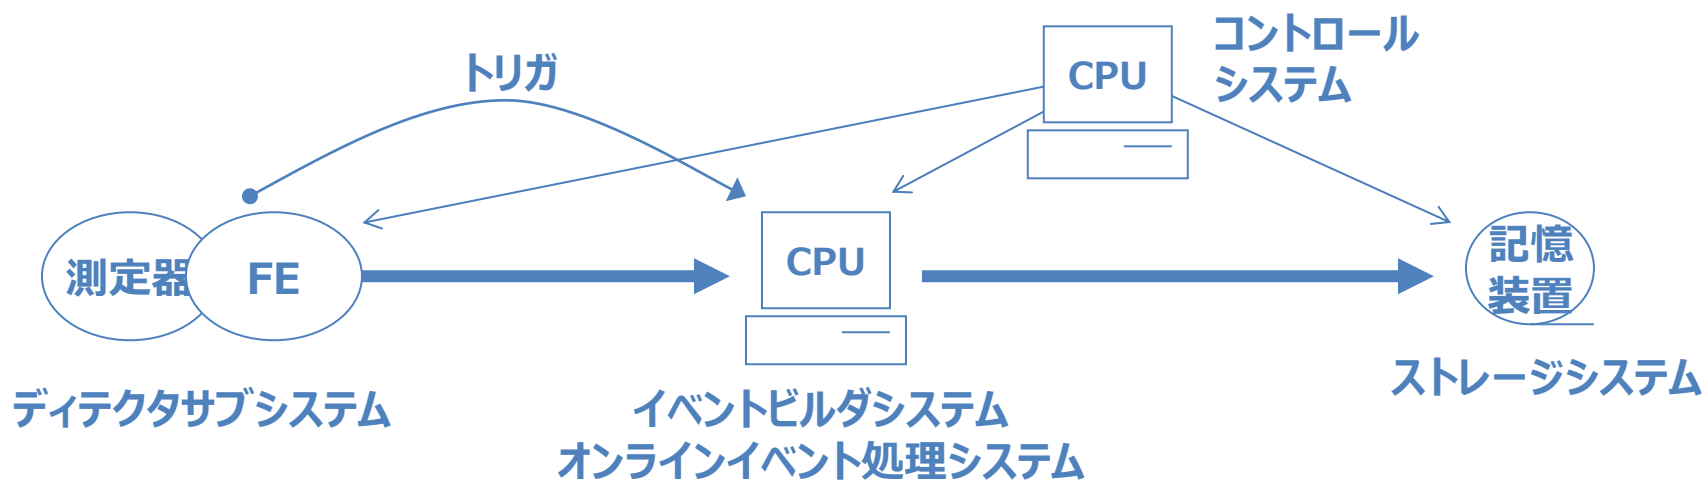 コントロール
システム
CPU
トリガ
測定器
FE
CPU
記憶
装置
ディテクタサブシステム
イベントビルダシステム
オンラインイベント処理システム
ストレージシステム